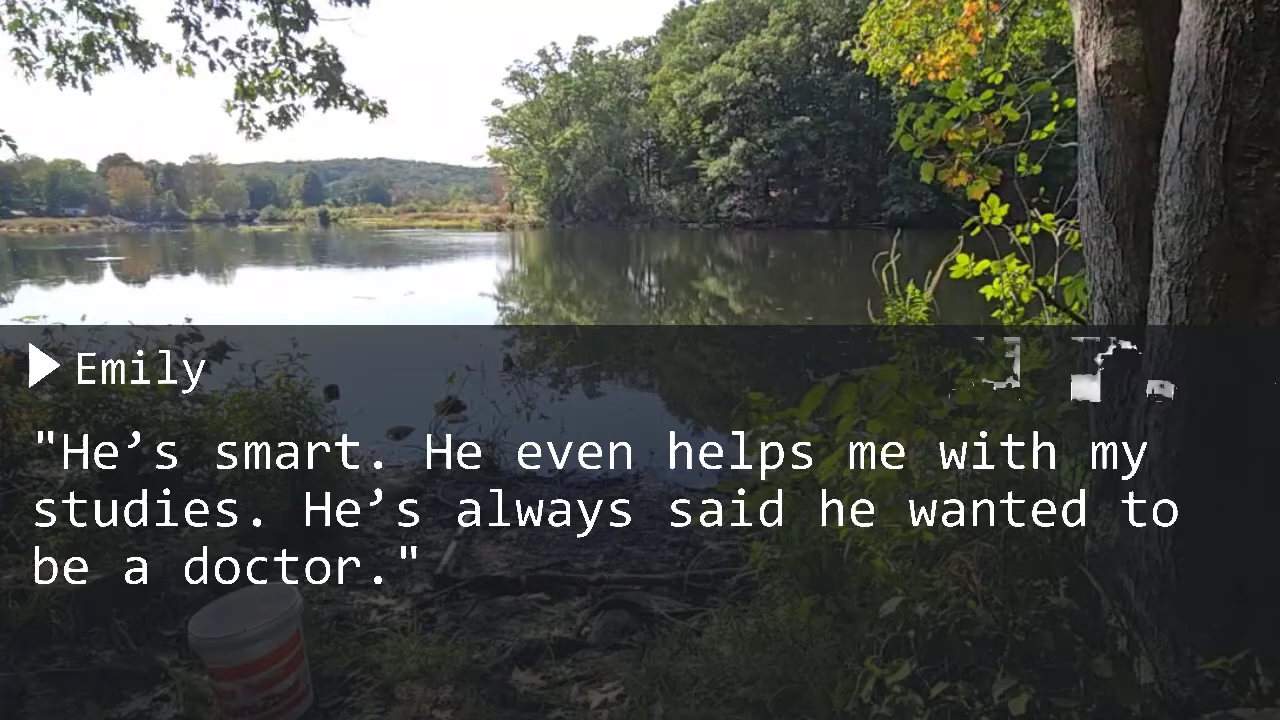 Emily
"He’s smart. He even helps me with my
studies. He’s always said he wanted to
be a doctor."